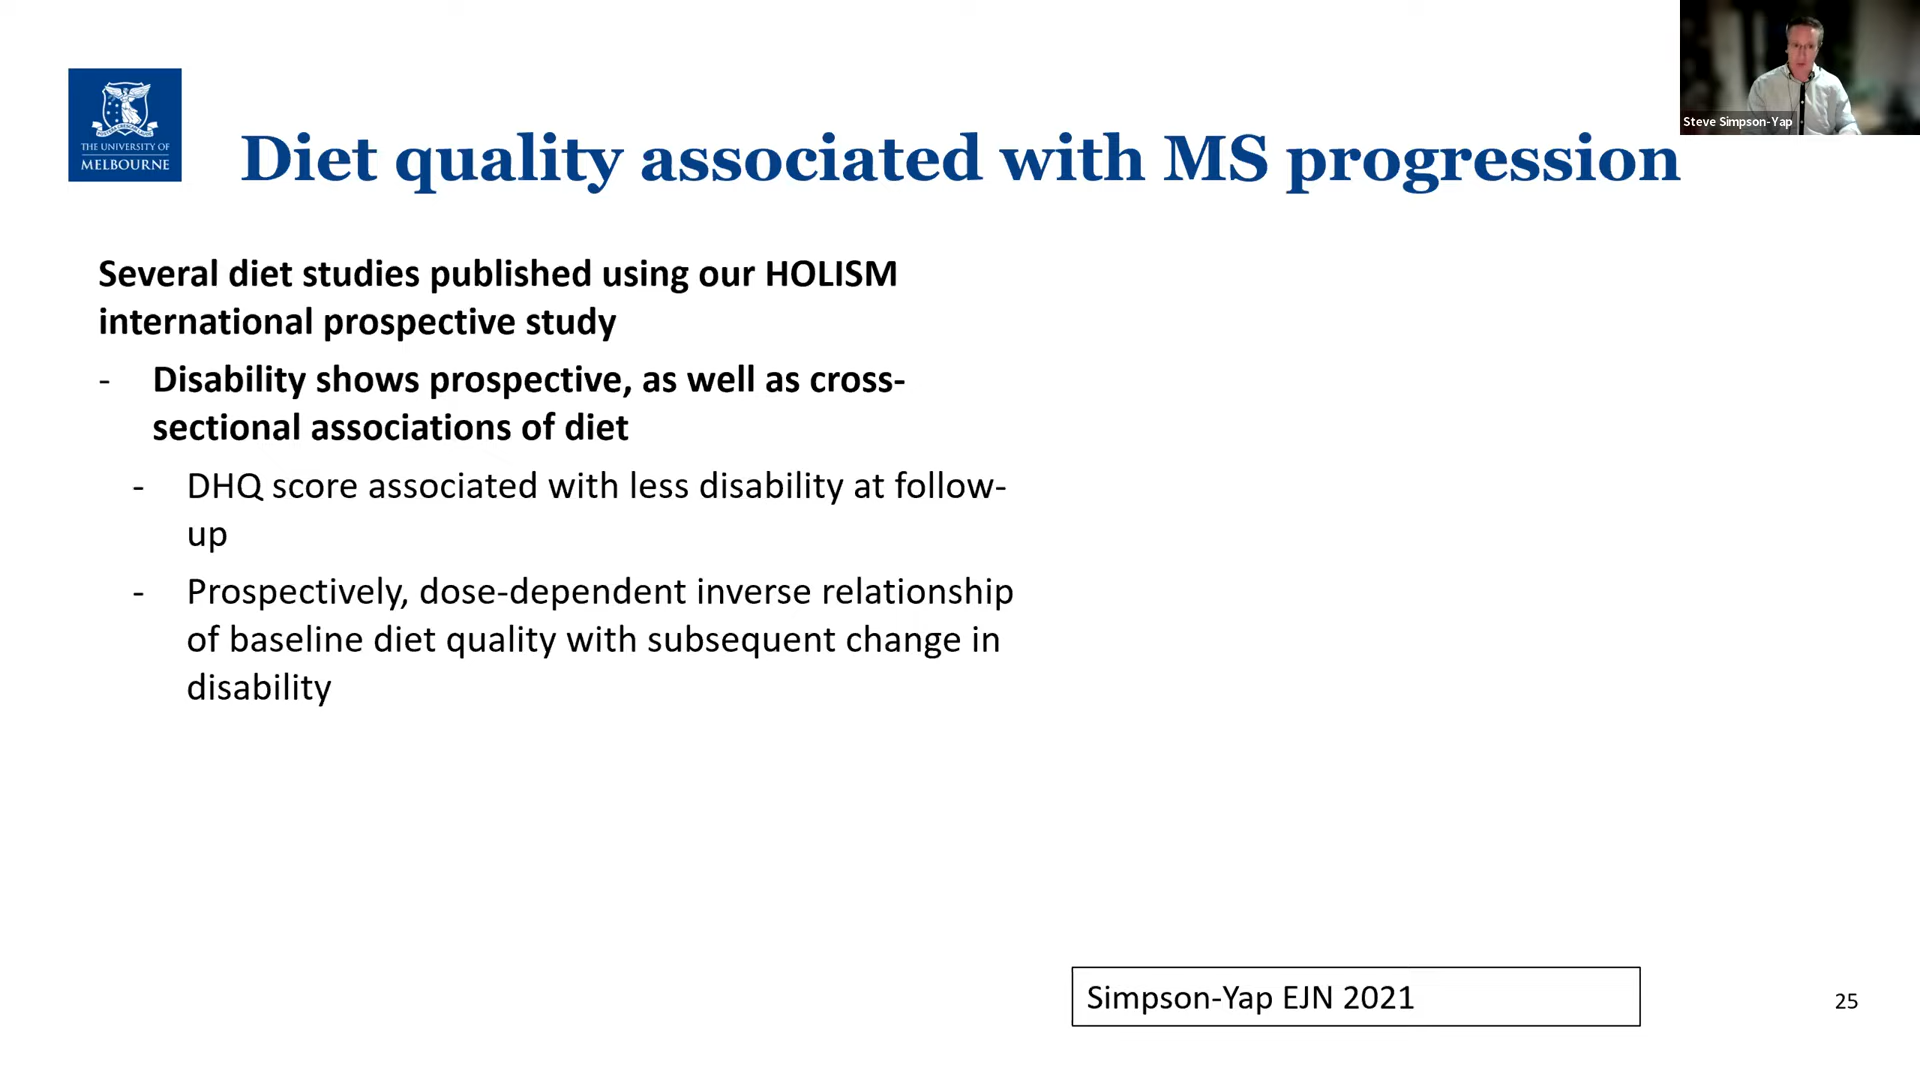 Steve Simpson-Yap
THE UNIVERSITY OF
MELBOURNE
Diet quality associated with MS progression
Several diet studies published using our HOLISM
international prospective study
- Disability shows prospective, as well as cross-
sectional associations of diet
- DHQ score associated with less disability at follow-
up
- Prospectively, dose-dependent inverse relationship
of baseline diet quality with subsequent change in
disability
Simpson-Yap EJN 2021
25